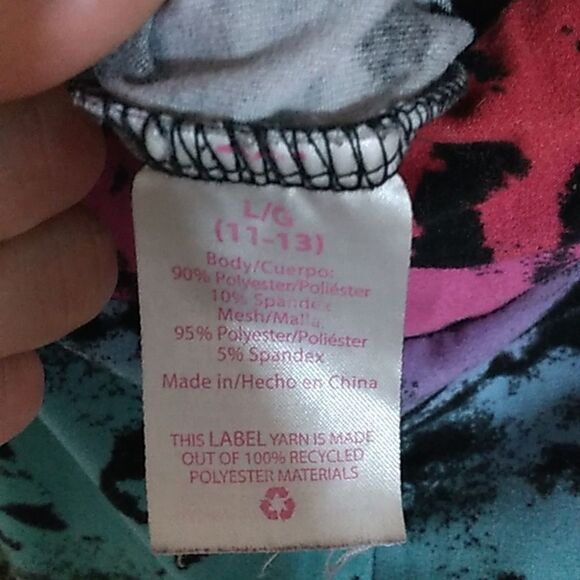 L/G
(11-13)
Body/Cuerpo:
90% Polyester/Poliéster
10% Spandex
Mesh/Malla:
95% Polyester/Poliéster
5% Spandex
Made in/Hecho en China
THIS LABEL YARN IS MADE
OUT OF 100% RECYCLED
POLYESTER MATERIALS